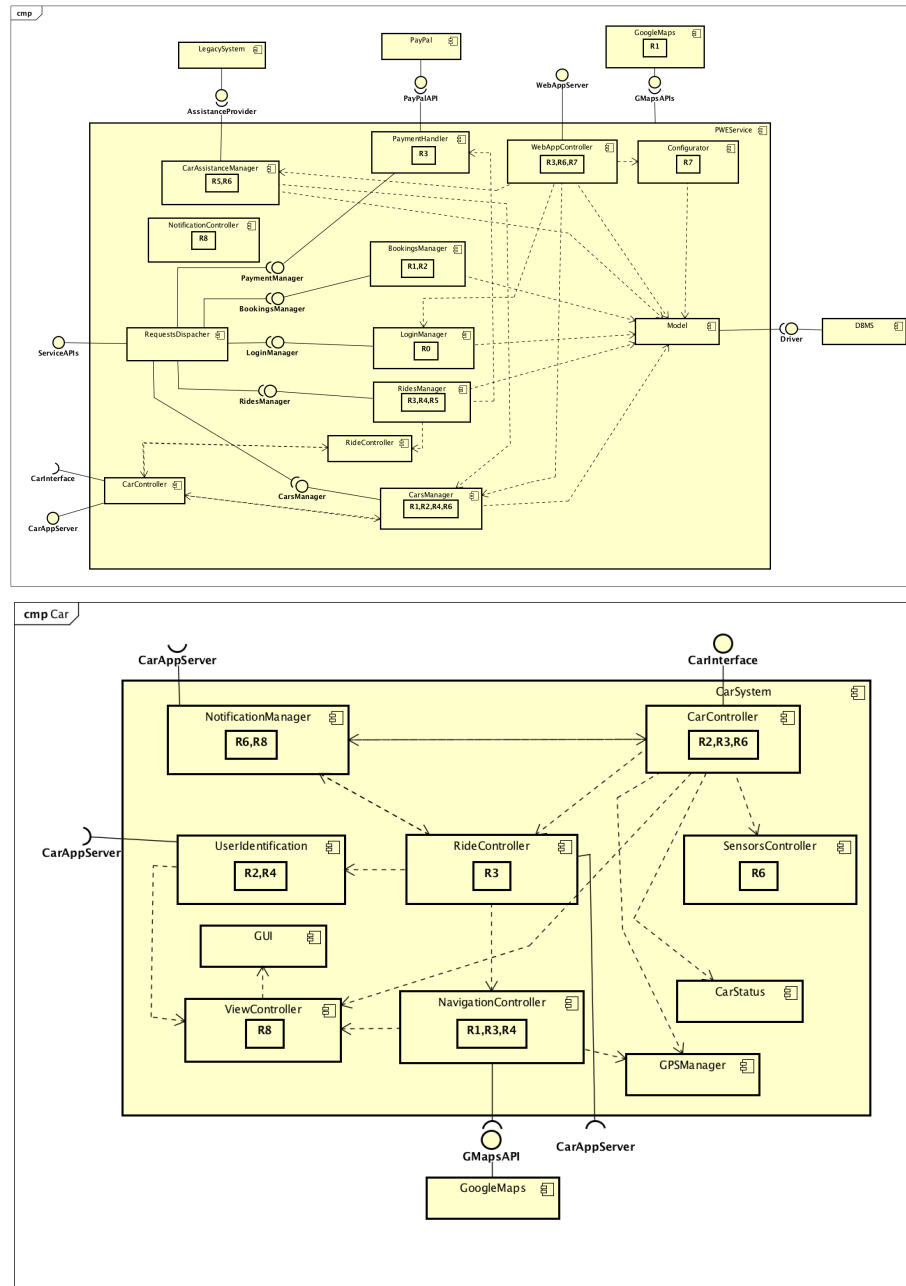 cmp
LegacySystem
PayPal
GoogleMaps
R1
AssistanceProvider
PayPalAPI
WebAppServer
GMapsAPIs
PWEService
PaymentHandler
R3
WebAppController
R3,R6,R7
Configurator
R7
CarAssistanceManager
R5,R6
NotificationController
R8
PaymentManager
BookingsManager
R1,R2
BookingsManager
RequestsDispacher
LoginManager
R0
Model
DBMS
ServiceAPIs
LoginManager
Driver
RidesManager
R3,R4,R5
RidesManager
RideController
CarInterface
CarController
CarsManager
CarsManager
R1,R2,R4,R6
CarAppServer
cmp Car
CarAppServer
CarInterface
CarSystem
NotificationManager
R6,R8
CarController
R2,R3,R6
CarAppServer
UserIdentification
R2,R4
RideController
R3
SensorsController
R6
GUI
CarStatus
ViewController
R8
NavigationController
R1,R3,R4
GPSManager
GMapsAPI
CarAppServer
GoogleMaps